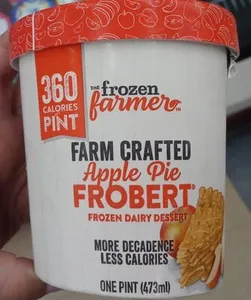 360
CALORIES
PINT
THE frozen
farmer
TM
FARM CRAFTED
Apple Pie
FROBERT®
FROZEN DAIRY DESSERT
MORE DECADENCE
LESS CALORIES
ONE PINT (473ml)